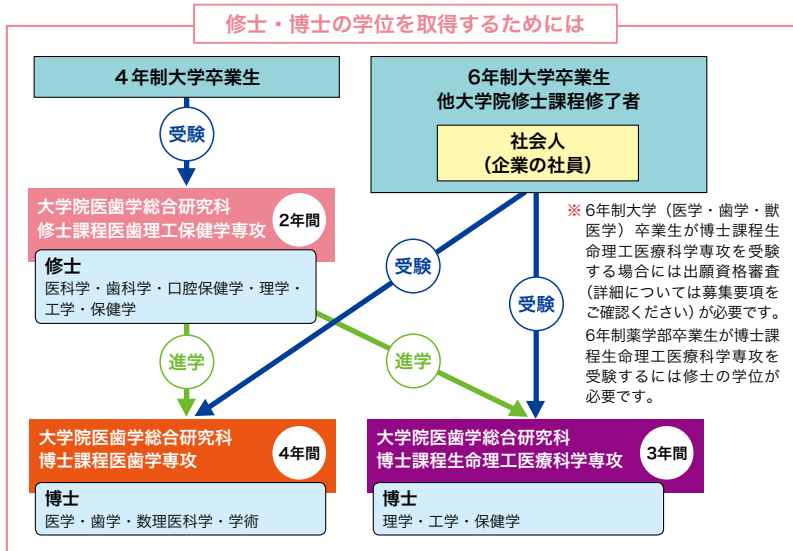 修士・博士の学位を取得するためには
4年制大学卒業生
6年制大学卒業生
他大学院修士課程修了者
社会人
(企業の社員)
受験
大学院医歯学総合研究科
修士課程医歯理工保健学専攻
2年間
修士
医科学・歯科学・口腔保健学・理学・
工学・保健学
受験
受験
※ 6年制大学（医学・歯学・獣
医学）卒業生が博士課程生
命理工医療科学専攻を受験
する場合には出願資格審査
（詳細については募集要項を
ご確認ください）が必要です。
6年制薬学部卒業生が博士課
程生命理工医療科学専攻を
受験するには修士の学位が
必要です。
進学
進学
大学院医歯学総合研究科
博士課程医歯学専攻
4年間
博士
医学・歯学・数理医科学・学術
大学院医歯学総合研究科
博士課程生命理工医療科学専攻
3年間
博士
理学・工学・保健学